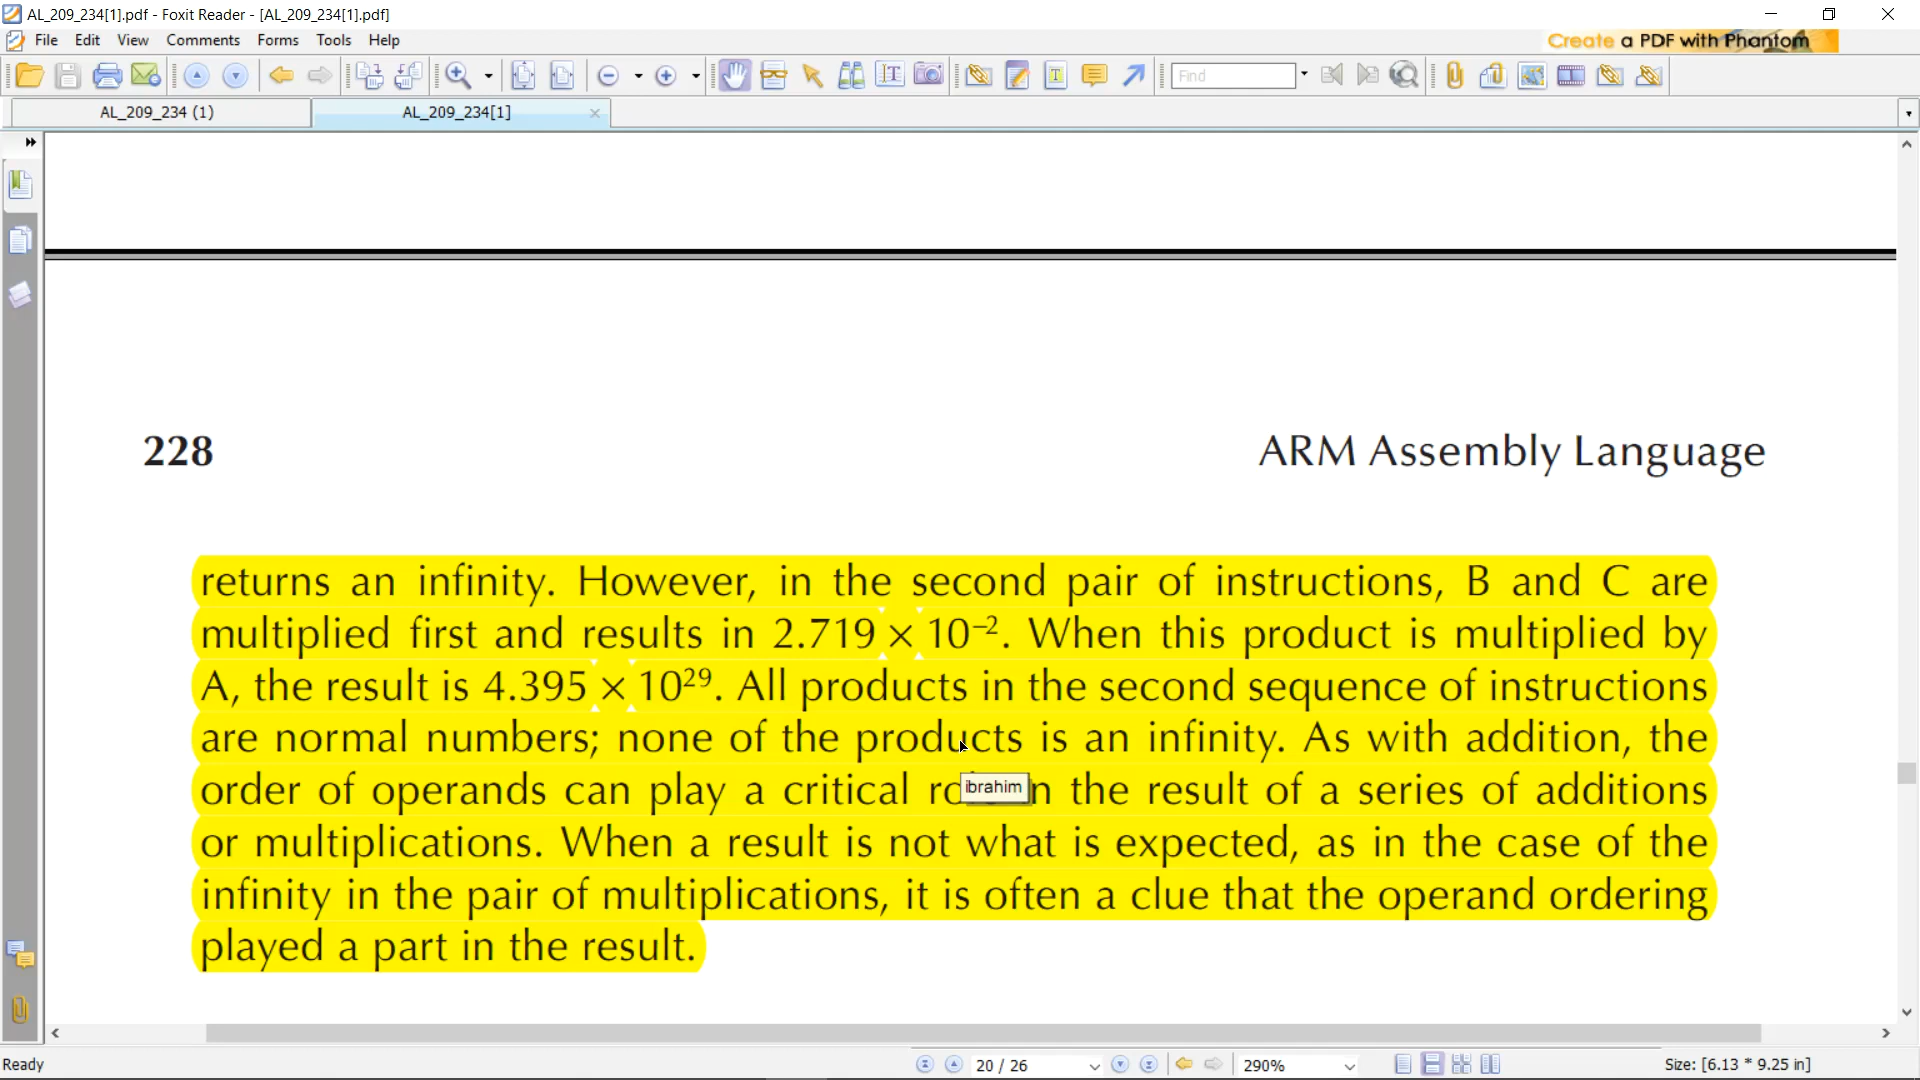 AL_209_234[1].pdf - Foxit Reader - [AL_209_234[1].pdf]
File Edit View Comments Forms Tools Help
Create a PDF with Phantom
Find
AL_209_234 (1) AL_209_234[1]
228 ARM Assembly Language
returns an infinity. However, in the second pair of instructions, B and C are
multiplied first and results in 2.719 × 10⁻². When this product is multiplied by
A, the result is 4.395 × 10²⁹. All products in the second sequence of instructions
are normal numbers; none of the products is an infinity. As with addition, the
order of operands can play a critical ro n the result of a series of additions
ibrahim
or multiplications. When a result is not what is expected, as in the case of the
infinity in the pair of multiplications, it is often a clue that the operand ordering
played a part in the result.
Ready 20 / 26 290% Size: [6.13 * 9.25 in]